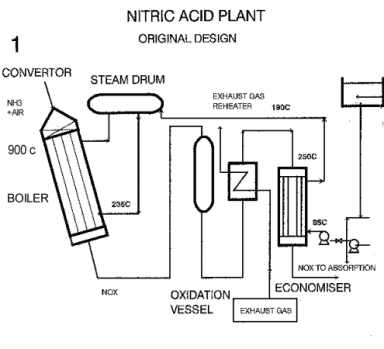 NITRIC ACID PLANT
ORIGINAL DESIGN
1
CONVERTOR
STEAM DRUM
NH3
+AIR
EXHAUST GAS
REHEATER
190C
900 c
250C
BOILER
235C
95C
NOX TO ABSORPTION
NOX
OXIDATION
VESSEL
ECONOMISER
EXHAUST GAS